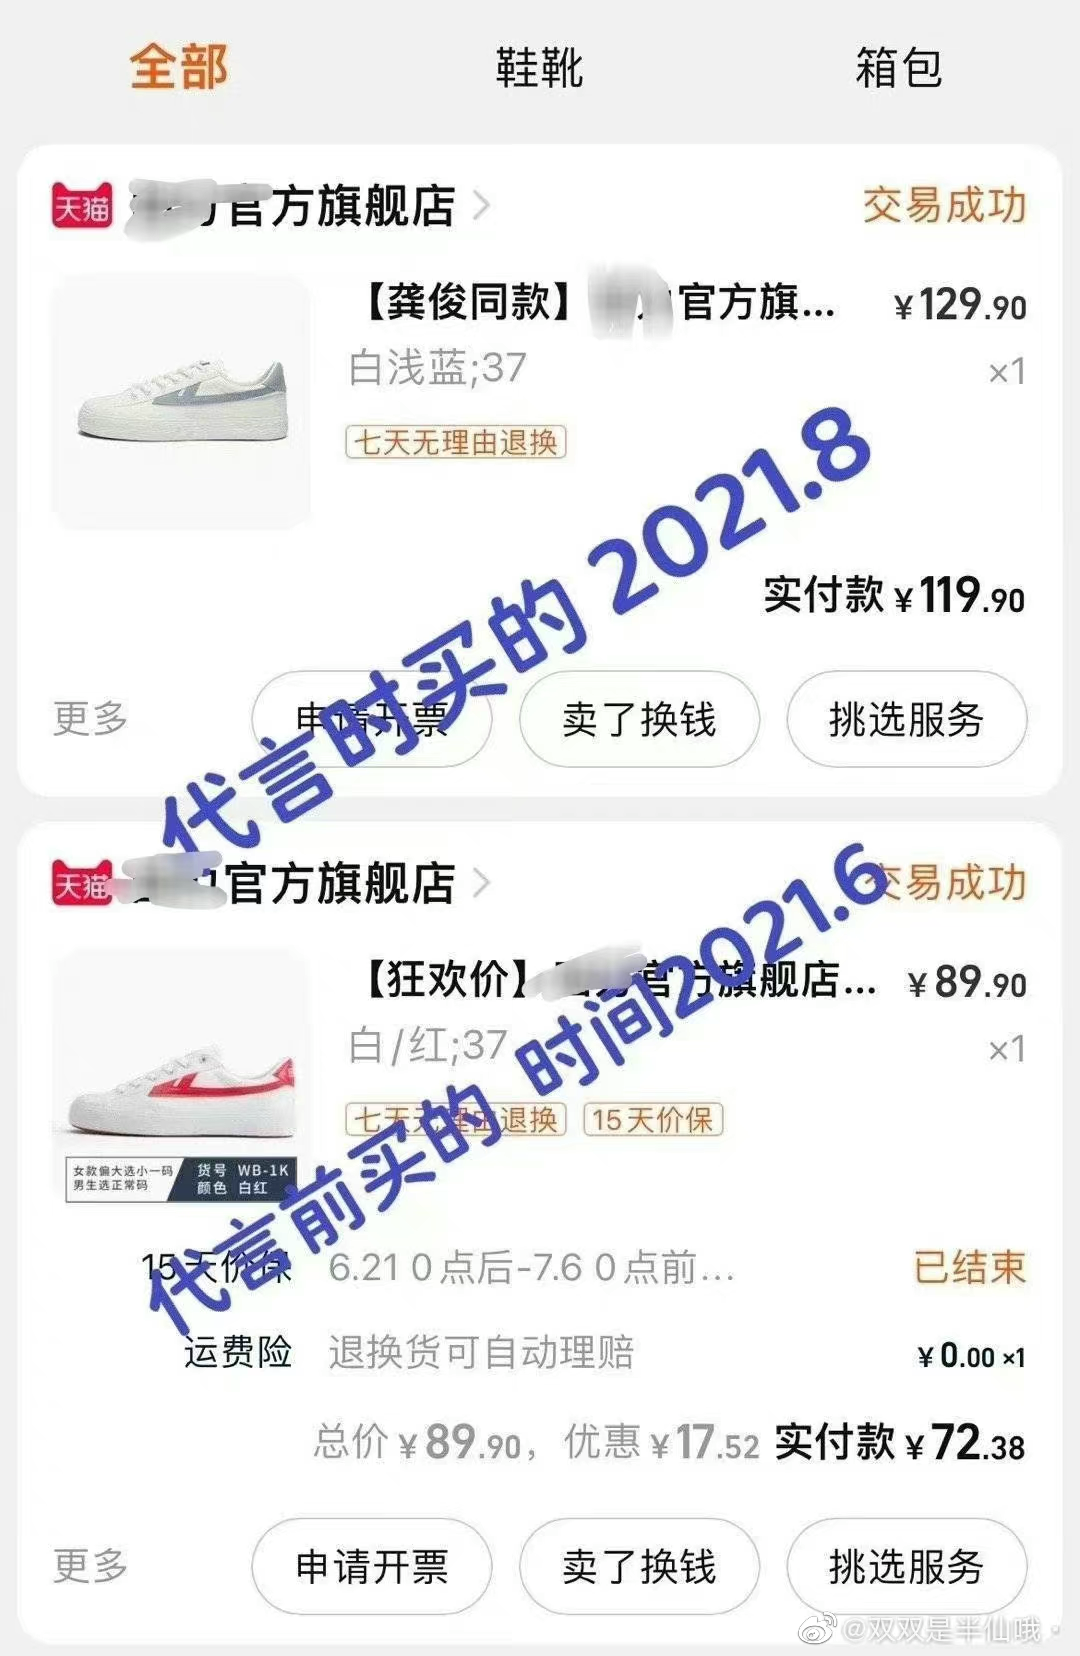 全部 鞋靴 箱包
天猫 官方旗舰店 交易成功
【龚俊同款】 官方旗... ¥129.90
白浅蓝;37 ×1
七天无理由退换
实付款 ¥119.90
更多 申请开票 卖了换钱 挑选服务
代言时买的 2021.8
天猫 官方旗舰店 交易成功
【狂欢价】 官方旗舰店... ¥89.90
白/红;37 ×1
七天无理由退换 15天价保
女款偏大选小一码 货号 WB-1K
男生选正常码 颜色 白红
15天价保 6.21 0点后-7.6 0点前... 已结束
运费险 退换货可自动理赔 ¥0.00 ×1
总价¥89.90，优惠¥17.52 实付款¥72.38
代言前买的 时间2021.6
更多 申请开票 卖了换钱 挑选服务
@双双是半仙哦